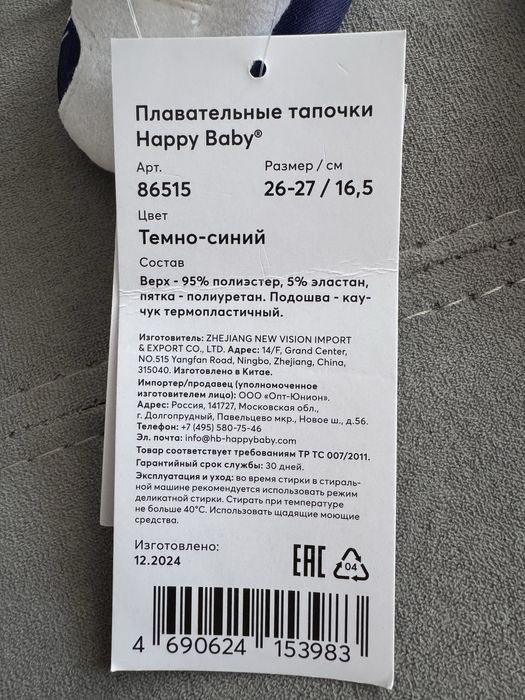 Плавательные тапочки
Happy Baby®
Арт. Размер / см
86515 26-27 / 16,5
Цвет
Темно-синий
Состав
Верх - 95% полиэстер, 5% эластан,
пятка - полиуретан. Подошва - кау-
чук термопластичный.
Изготовитель: ZHEJIANG NEW VISION IMPORT
& EXPORT CO., LTD. Адрес: 14/F, Grand Center,
NO.515 Yangfan Road, Ningbo, Zhejiang, China,
315040. Изготовлено в Китае.
Импортер/продавец (уполномоченное
изготовителем лицо): ООО «Опт-Юнион».
Адрес: Россия, 141727, Московская обл.,
г. Долгопрудный, Павельцево мкр., Новое ш., д.56.
Телефон: +7 (495) 580-75-46
Эл. почта: info@hb-happybaby.com
Товар соответствует требованиям ТР ТС 007/2011.
Гарантийный срок службы: 30 дней.
Эксплуатация и уход: во время стирки в стираль-
ной машине рекомендуется использовать режим
деликатной стирки. Стирать при температуре
не больше 40°С. Использовать щадящие моющие
средства.
Изготовлено:
12.2024
EAC 04
4 690624 153983